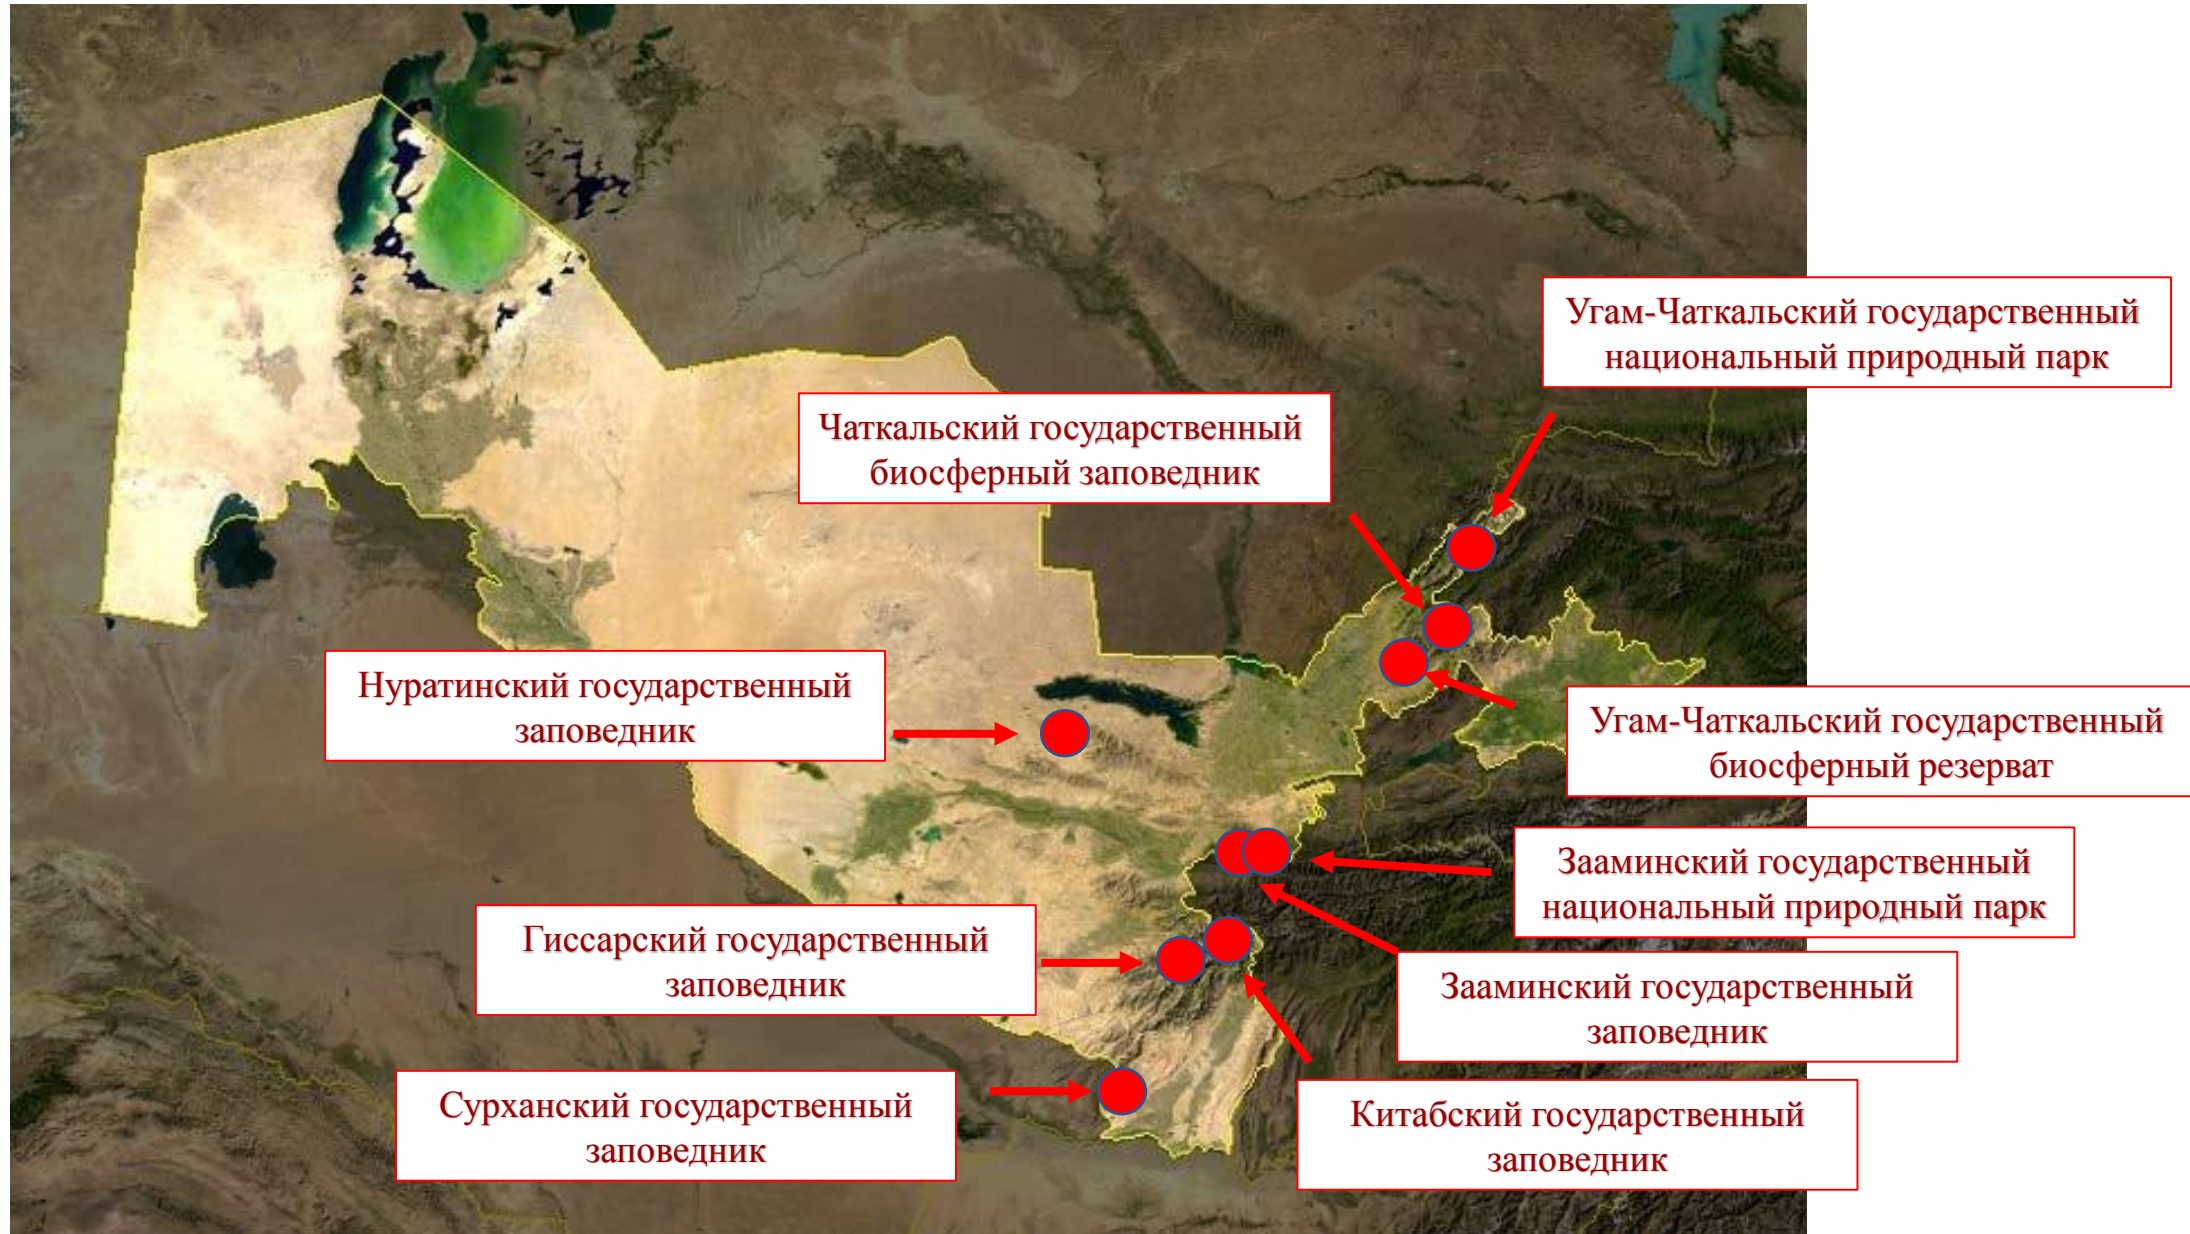 Угам-Чаткальский государственный
национальный природный парк
Чаткальский государственный
биосферный заповедник
Нуратинский государственный
заповедник
Угам-Чаткальский государственный
биосферный резерват
Зааминский государственный
национальный природный парк
Гиссарский государственный
заповедник
Зааминский государственный
заповедник
Сурханский государственный
заповедник
Китабский государственный
заповедник